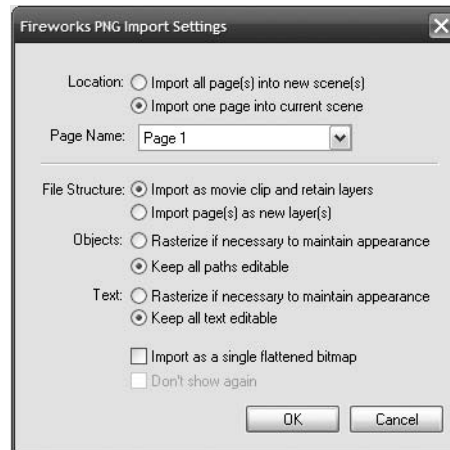 Fireworks PNG Import Settings
Location: Import all page(s) into new scene(s)
Import one page into current scene
Page Name: Page 1
File Structure: Import as movie clip and retain layers
Import page(s) as new layer(s)
Objects: Rasterize if necessary to maintain appearance
Keep all paths editable
Text: Rasterize if necessary to maintain appearance
Keep all text editable
Import as a single flattened bitmap
Don't show again
OK Cancel